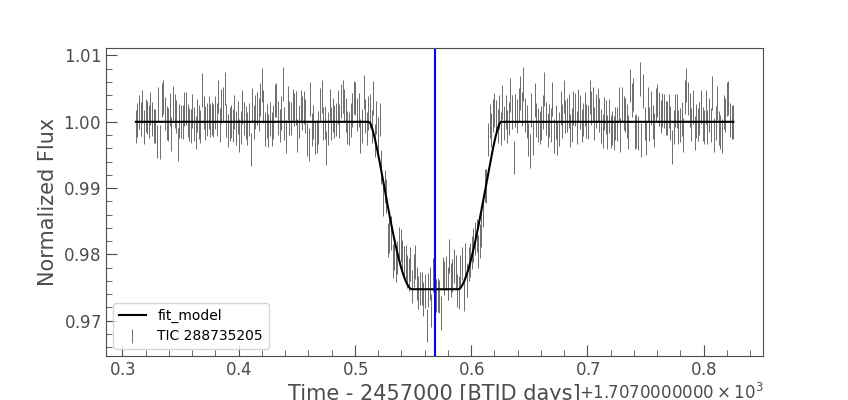 1.01
1.00
0.99
0.98
0.97
Normalized Flux
fit_model
TIC 288735205
0.3 0.4 0.5 0.6 0.7 0.8
Time - 2457000 [BTJD days]
+1.7070000000 × 10³